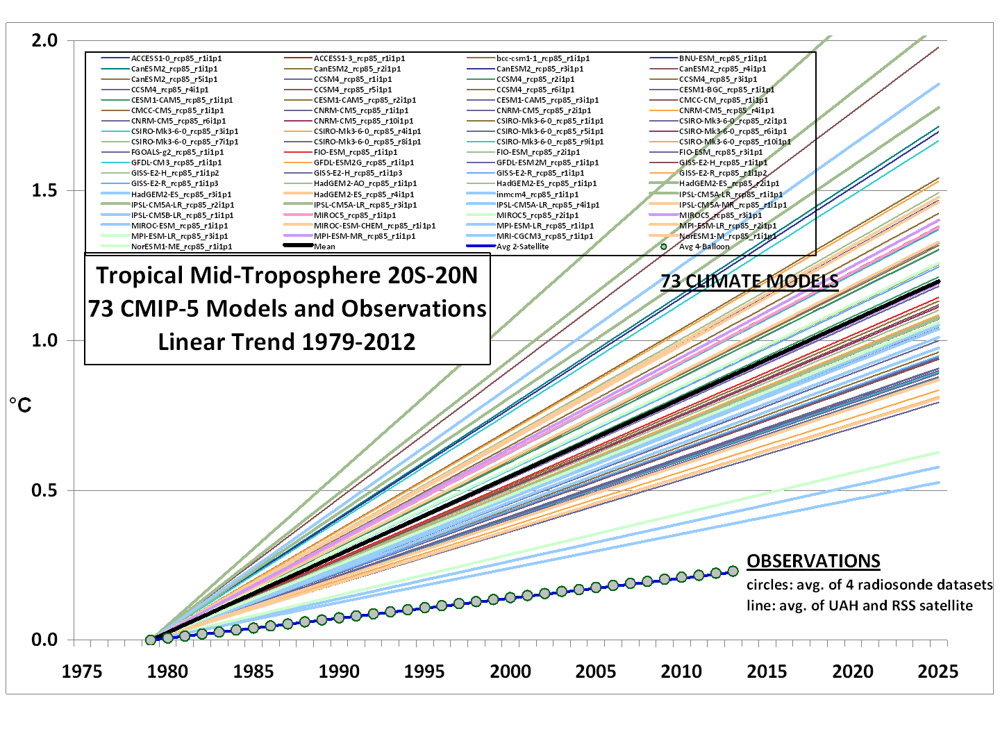 2.0
ACCESS1-0_rcp85_r1i1p1 ACCESS1-3_rcp85_r1i1p1 bcc-csm1-1_rcp85_r1i1p1 BNU-ESM_rcp85_r1i1p1
CanESM2_rcp85_r1i1p1 CanESM2_rcp85_r2i1p1 CanESM2_rcp85_r3i1p1 CanESM2_rcp85_r4i1p1
CanESM2_rcp85_r5i1p1 CCSM4_rcp85_r1i1p1 CCSM4_rcp85_r2i1p1 CCSM4_rcp85_r3i1p1
CCSM4_rcp85_r4i1p1 CCSM4_rcp85_r5i1p1 CCSM4_rcp85_r6i1p1 CESM1-BGC_rcp85_r1i1p1
CESM1-CAM5_rcp85_r1i1p1 CESM1-CAM5_rcp85_r2i1p1 CESM1-CAM5_rcp85_r3i1p1 CMCC-CM_rcp85_r1i1p1
CMCC-CMS_rcp85_r1i1p1 CNRM-CM5_rcp85_r1i1p1 CNRM-CM5_rcp85_r2i1p1 CNRM-CM5_rcp85_r4i1p1
CNRM-CM5_rcp85_r6i1p1 CNRM-CM5_rcp85_r10i1p1 CSIRO-Mk3-6-0_rcp85_r1i1p1 CSIRO-Mk3-6-0_rcp85_r2i1p1
CSIRO-Mk3-6-0_rcp85_r3i1p1 CSIRO-Mk3-6-0_rcp85_r4i1p1 CSIRO-Mk3-6-0_rcp85_r5i1p1 CSIRO-Mk3-6-0_rcp85_r6i1p1
CSIRO-Mk3-6-0_rcp85_r7i1p1 CSIRO-Mk3-6-0_rcp85_r8i1p1 CSIRO-Mk3-6-0_rcp85_r9i1p1 CSIRO-Mk3-6-0_rcp85_r10i1p1
FGOALS-g2_rcp85_r1i1p1 FIO-ESM_rcp85_r1i1p1 FIO-ESM_rcp85_r2i1p1 FIO-ESM_rcp85_r3i1p1
GFDL-CM3_rcp85_r1i1p1 GFDL-ESM2G_rcp85_r1i1p1 GFDL-ESM2M_rcp85_r1i1p1 GISS-E2-H_rcp85_r1i1p1
GISS-E2-H_rcp85_r1i1p2 GISS-E2-H_rcp85_r1i1p3 GISS-E2-R_rcp85_r1i1p1 GISS-E2-R_rcp85_r1i1p2
GISS-E2-R_rcp85_r1i1p3 HadGEM2-AO_rcp85_r1i1p1 HadGEM2-ES_rcp85_r1i1p1 HadGEM2-ES_rcp85_r2i1p1
HadGEM2-ES_rcp85_r3i1p1 HadGEM2-ES_rcp85_r4i1p1 inmcm4_rcp85_r1i1p1 IPSL-CM5A-LR_rcp85_r1i1p1
IPSL-CM5A-LR_rcp85_r2i1p1 IPSL-CM5A-LR_rcp85_r3i1p1 IPSL-CM5A-LR_rcp85_r4i1p1 IPSL-CM5A-MR_rcp85_r1i1p1
IPSL-CM5B-LR_rcp85_r1i1p1 MIROC5_rcp85_r1i1p1 MIROC5_rcp85_r2i1p1 MIROC5_rcp85_r3i1p1
MIROC-ESM_rcp85_r1i1p1 MIROC-ESM-CHEM_rcp85_r1i1p1 MPI-ESM-LR_rcp85_r1i1p1 MPI-ESM-LR_rcp85_r2i1p1
MPI-ESM-LR_rcp85_r3i1p1 MPI-ESM-MR_rcp85_r1i1p1 MRI-CGCM3_rcp85_r1i1p1 NorESM1-M_rcp85_r1i1p1
NorESM1-ME_rcp85_r1i1p1 Mean Avg 2-Satellite Avg 4-Balloon
1.5
Tropical Mid-Troposphere 20S-20N
73 CMIP-5 Models and Observations
Linear Trend 1979-2012
73 CLIMATE MODELS
1.0
°C
0.5
OBSERVATIONS
circles: avg. of 4 radiosonde datasets
line: avg. of UAH and RSS satellite
0.0
1975 1980 1985 1990 1995 2000 2005 2010 2015 2020 2025